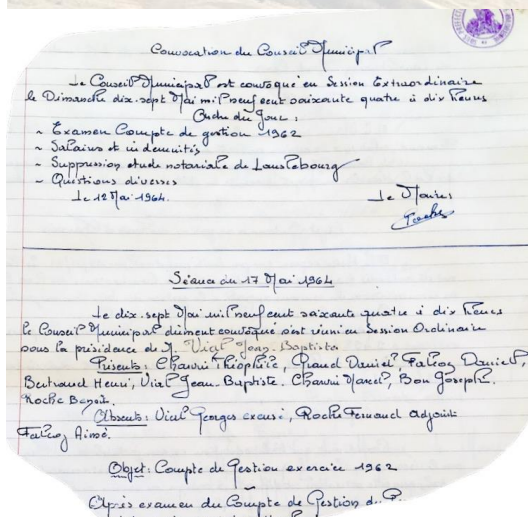 Convocation du Conseil Municipal
Le Conseil Municipal est convoqué en Session Extraordinaire
le Dimanche dix-sept Mai mil neuf cent soixante quatre à dix heures
Ordre du Jour :
~ Examen Compte de gestion 1962
~ Salaires et indemnités
~ Suppression etude notariale de Lanslebourg
~ Questions diverses
Le 12 Mai 1964.
Le Maire
Séance du 17 Mai 1964
Le dix-sept Mai mil neuf cent soixante quatre à dix heures
le Conseil Municipal dûment convoqué s'est réuni en Session Ordinaire
sous la présidence de M. Vial Jean-Baptiste
Présents : Charvi Théophile, Grand Daniel, Falcoz Daniel,
Bertrand Henri, Vial Jean-Baptiste. Charvi Marcel, Bon Joseph.
Roche Benoit.
Absents : Vial Georges excusé, Roche Fernand adjoint
Falcoz Aimé.
Objet : Compte de Gestion exercice 1962
Après examen du Compte de Gestion